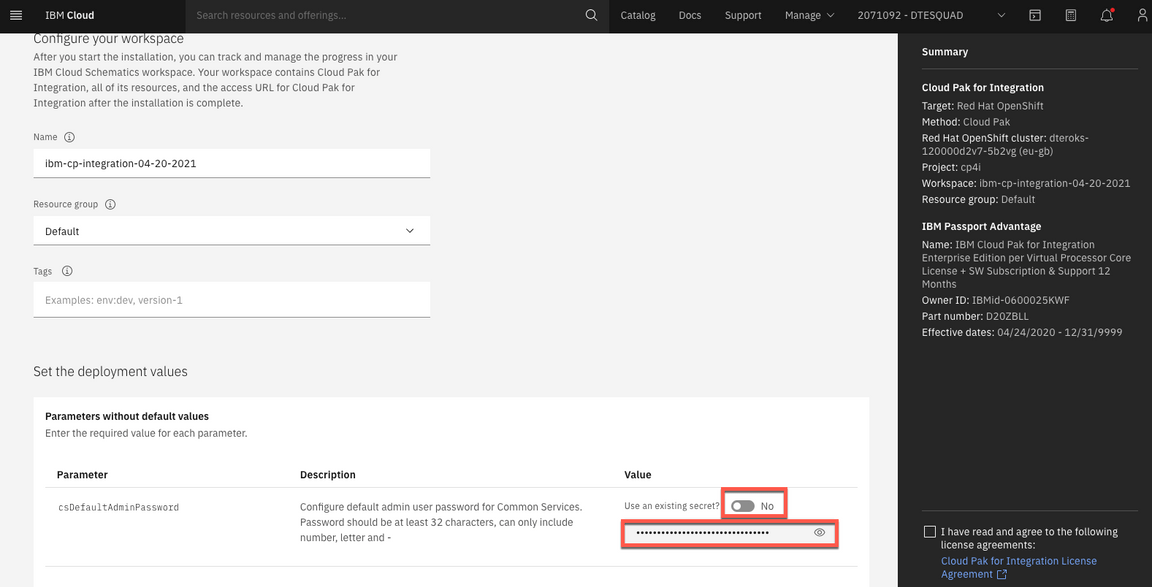 IBM Cloud
Search resources and offerings...
Catalog
Docs
Support
Manage
2071092 - DTESQUAD
Configure your workspace
After you start the installation, you can track and manage the progress in your
IBM Cloud Schematics workspace. Your workspace contains Cloud Pak for
Integration, all of its resources, and the access URL for Cloud Pak for
Integration after the installation is complete.
Name
ibm-cp-integration-04-20-2021
Resource group
Default
Tags
Examples: env:dev, version-1
Set the deployment values
Parameters without default values
Enter the required value for each parameter.
Parameter
Description
Value
csDefaultAdminPassword
Configure default admin user password for Common Services.
Password should be at least 32 characters, can only include
number, letter and -
Use an existing secret?
No
Summary
Cloud Pak for Integration
Target: Red Hat OpenShift
Method: Cloud Pak
Red Hat OpenShift cluster: dteroks-
120000d2v7-5b2vg (eu-gb)
Project: cp4i
Workspace: ibm-cp-integration-04-20-2021
Resource group: Default
IBM Passport Advantage
Name: IBM Cloud Pak for Integration
Enterprise Edition per Virtual Processor Core
License + SW Subscription & Support 12
Months
Owner ID: IBMid-0600025KWF
Part number: D20ZBLL
Effective dates: 04/24/2020 - 12/31/9999
I have read and agree to the following
license agreements:
Cloud Pak for Integration License
Agreement